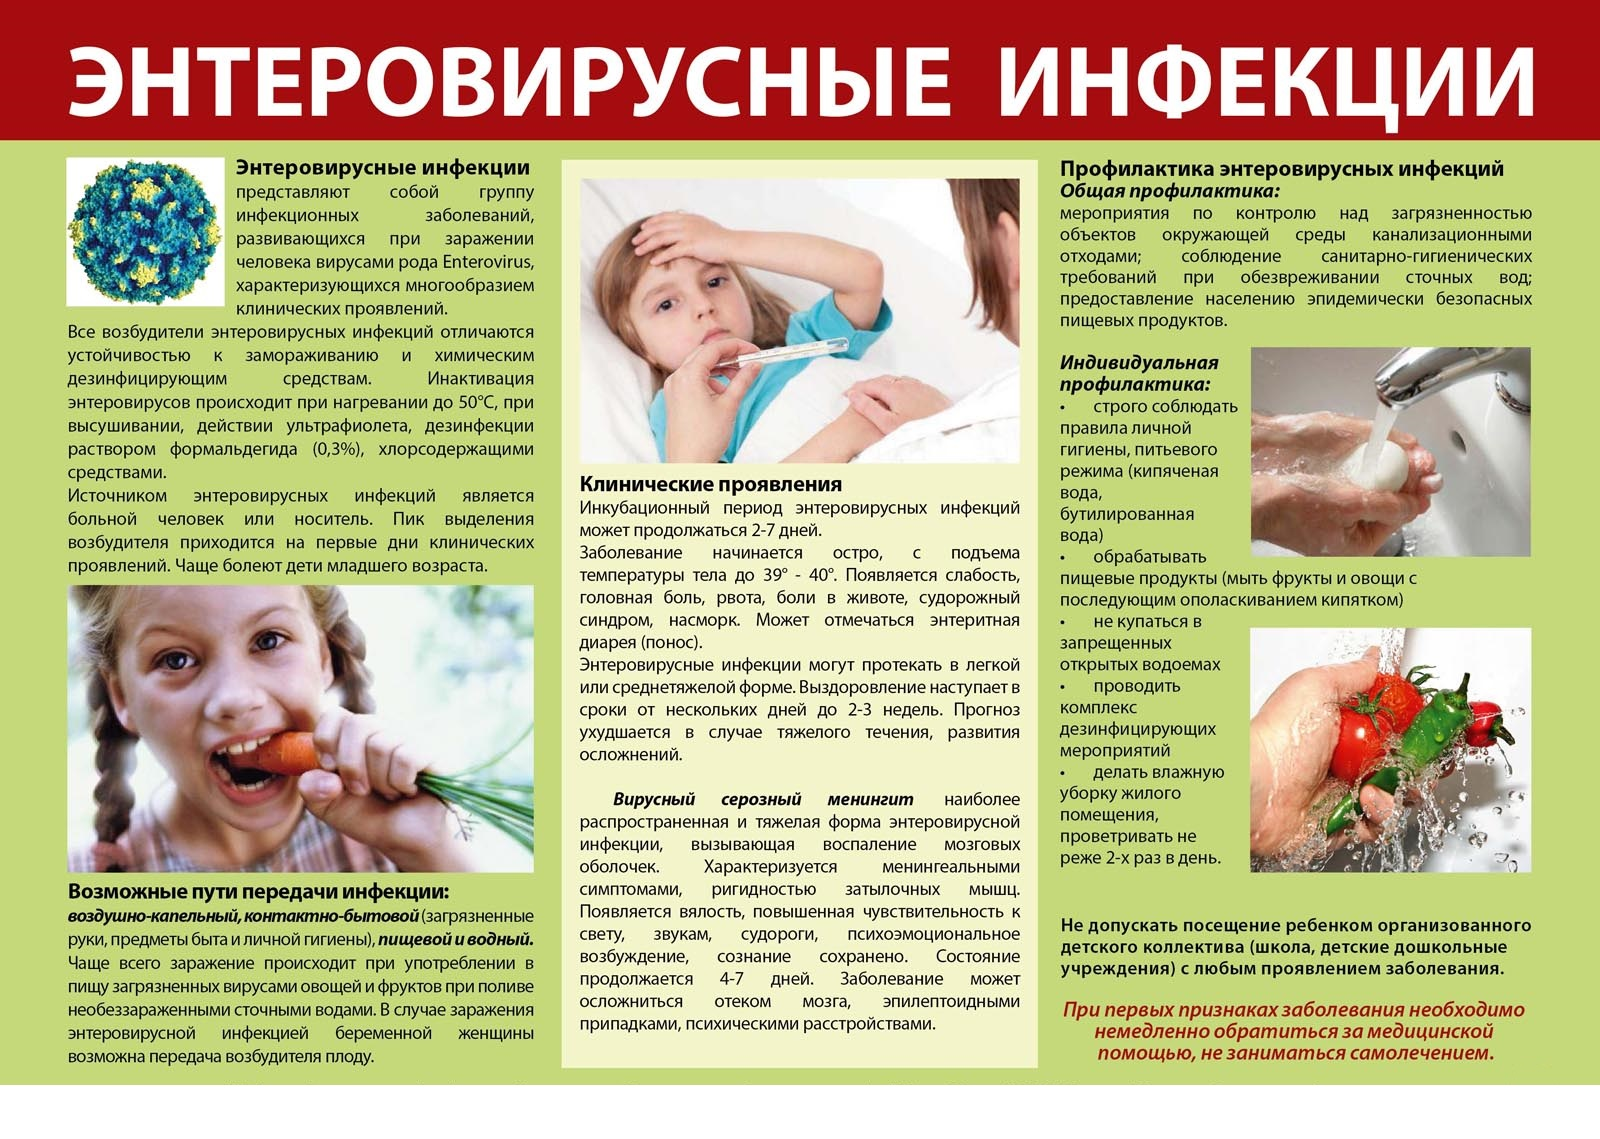 ЭНТЕРОВИРУСНЫЕ ИНФЕКЦИИ
Энтеровирусные инфекции
представляют собой группу
инфекционных заболеваний,
развивающихся при заражении
человека вирусами рода Enterovirus,
характеризующихся многообразием
клинических проявлений.
Все возбудители энтеровирусных инфекций отличаются
устойчивостью к замораживанию и химическим
дезинфицирующим средствам. Инактивация
энтеровирусов происходит при нагревании до 50°С, при
высушивании, действии ультрафиолета, дезинфекции
раствором формальдегида (0,3%), хлорсодержащими
средствами.
Источником энтеровирусных инфекций является
больной человек или носитель. Пик выделения
возбудителя приходится на первые дни клинических
проявлений. Чаще болеют дети младшего возраста.
Возможные пути передачи инфекции:
воздушно-капельный, контактно-бытовой (загрязненные
руки, предметы быта и личной гигиены), пищевой и водный.
Чаще всего заражение происходит при употреблении в
пищу загрязненных вирусами овощей и фруктов при поливе
необеззараженными сточными водами. В случае заражения
энтеровирусной инфекцией беременной женщины
возможна передача возбудителя плоду.
Клинические проявления
Инкубационный период энтеровирусных инфекций
может продолжаться 2-7 дней.
Заболевание начинается остро, с подъема
температуры тела до 39° - 40°. Появляется слабость,
головная боль, рвота, боли в животе, судорожный
синдром, насморк. Может отмечаться энтеритная
диарея (понос).
Энтеровирусные инфекции могут протекать в легкой
или среднетяжелой форме. Выздоровление наступает в
сроки от нескольких дней до 2-3 недель. Прогноз
ухудшается в случае тяжелого течения, развития
осложнений.
Вирусный серозный менингит наиболее
распространенная и тяжелая форма энтеровирусной
инфекции, вызывающая воспаление мозговых
оболочек. Характеризуется менингеальными
симптомами, ригидностью затылочных мышц.
Появляется вялость, повышенная чувствительность к
свету, звукам, судороги, психоэмоциональное
возбуждение, сознание сохранено. Состояние
продолжается 4-7 дней. Заболевание может
осложниться отеком мозга, эпилептоидными
припадками, психическими расстройствами.
Профилактика энтеровирусных инфекций
Общая профилактика:
мероприятия по контролю над загрязненностью
объектов окружающей среды канализационными
отходами; соблюдение санитарно-гигиенических
требований при обезвреживании сточных вод;
предоставление населению эпидемически безопасных
пищевых продуктов.
Индивидуальная
профилактика:
• строго соблюдать
правила личной
гигиены, питьевого
режима (кипяченая
вода,
бутилированная
вода)
• обрабатывать
пищевые продукты (мыть фрукты и овощи с
последующим ополаскиванием кипятком)
• не купаться в
запрещенных
открытых водоемах
• проводить
комплекс
дезинфицирующих
мероприятий
• делать влажную
уборку жилого
помещения,
проветривать не
реже 2-х раз в день.
Не допускать посещение ребенком организованного
детского коллектива (школа, детские дошкольные
учреждения) с любым проявлением заболевания.
При первых признаках заболевания необходимо
немедленно обратиться за медицинской
помощью, не заниматься самолечением.